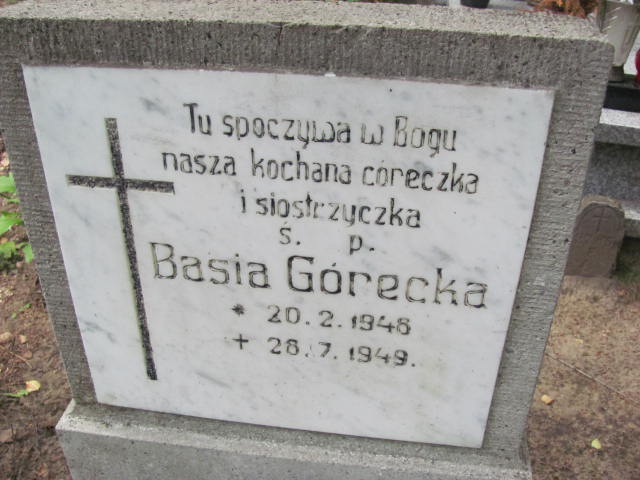 Tu spoczywa w Bogu
nasza kochana córeczka
i siostrzyczka
ś. p.
Basia Górecka
* 20.2.1948
+ 28.7.1949.